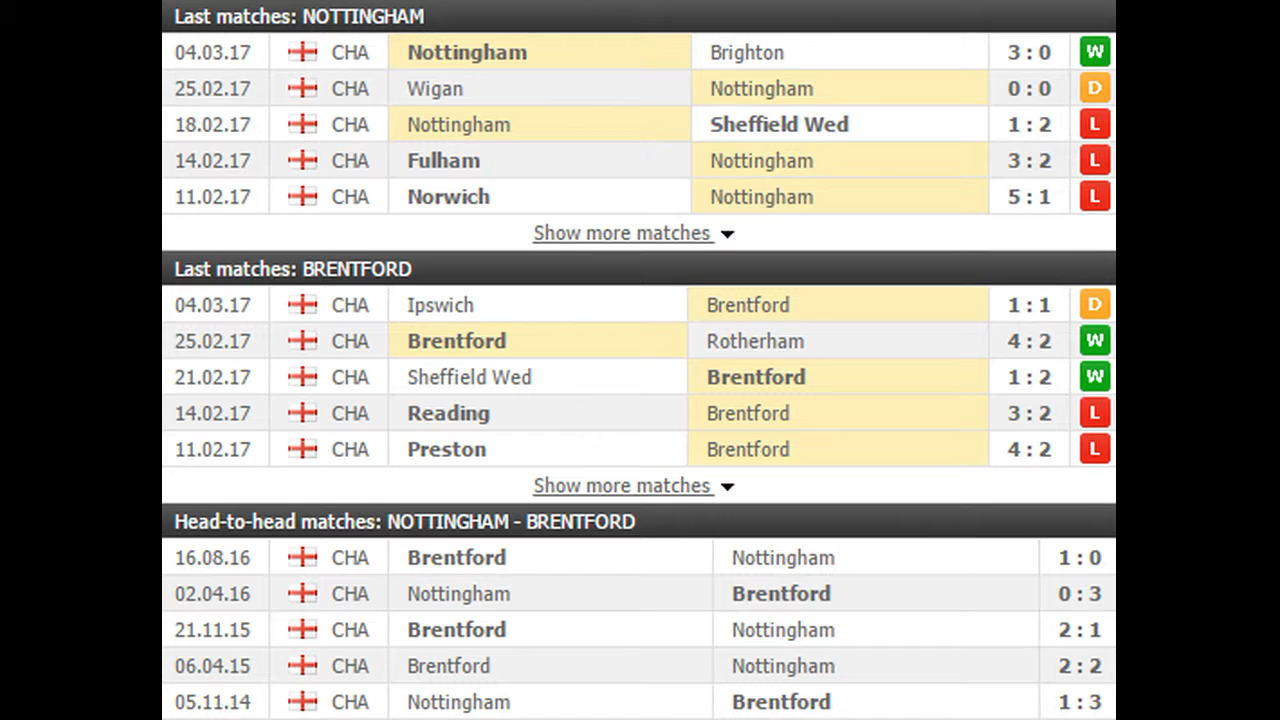 Last matches: NOTTINGHAM
04.03.17 CHA Nottingham Brighton 3 : 0 W
25.02.17 CHA Wigan Nottingham 0 : 0 D
18.02.17 CHA Nottingham Sheffield Wed 1 : 2 L
14.02.17 CHA Fulham Nottingham 3 : 2 L
11.02.17 CHA Norwich Nottingham 5 : 1 L
Show more matches
Last matches: BRENTFORD
04.03.17 CHA Ipswich Brentford 1 : 1 D
25.02.17 CHA Brentford Rotherham 4 : 2 W
21.02.17 CHA Sheffield Wed Brentford 1 : 2 W
14.02.17 CHA Reading Brentford 3 : 2 L
11.02.17 CHA Preston Brentford 4 : 2 L
Show more matches
Head-to-head matches: NOTTINGHAM - BRENTFORD
16.08.16 CHA Brentford Nottingham 1 : 0
02.04.16 CHA Nottingham Brentford 0 : 3
21.11.15 CHA Brentford Nottingham 2 : 1
06.04.15 CHA Brentford Nottingham 2 : 2
05.11.14 CHA Nottingham Brentford 1 : 3